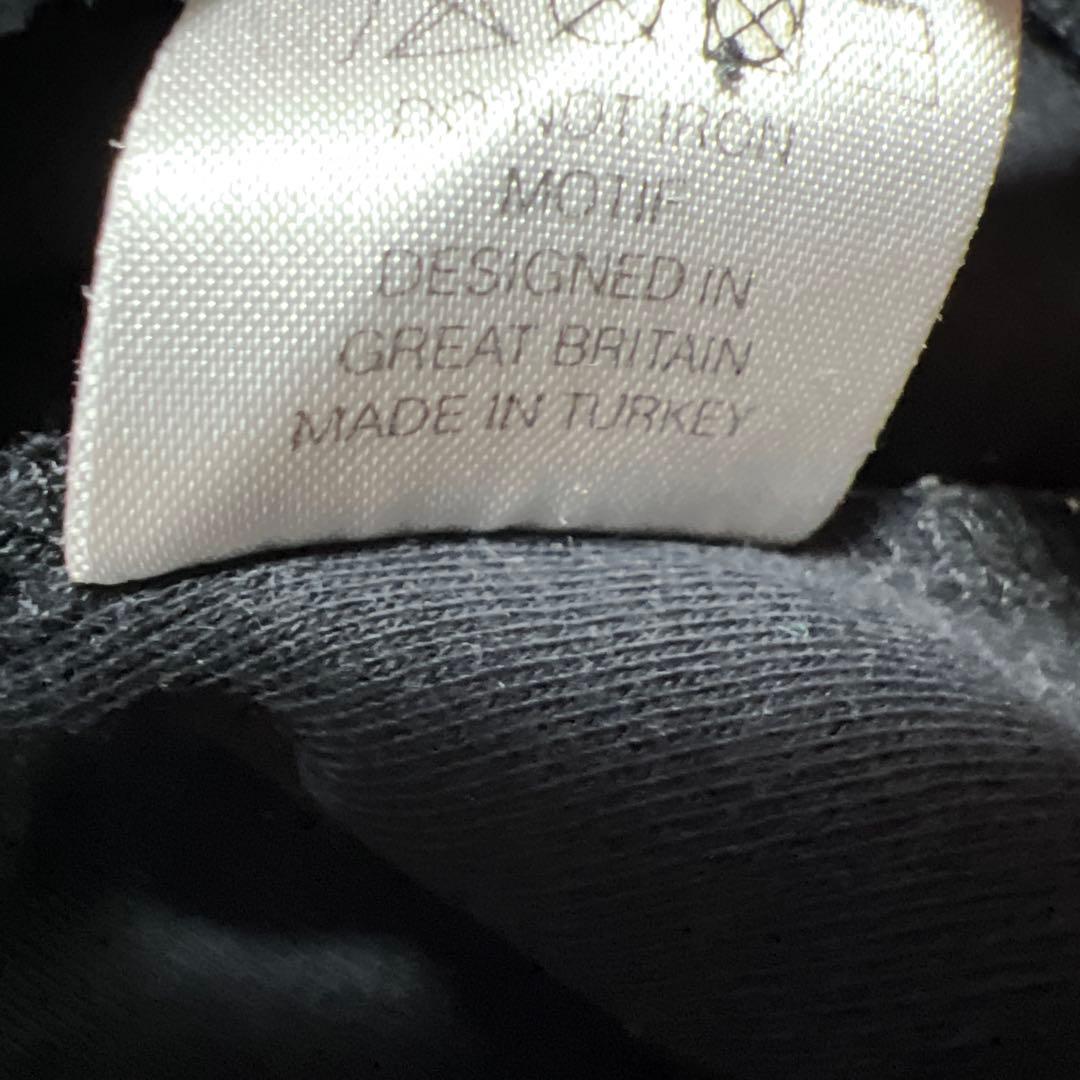 DO NOT IRON
MOTIF
DESIGNED IN
GREAT BRITAIN
MADE IN TURKEY